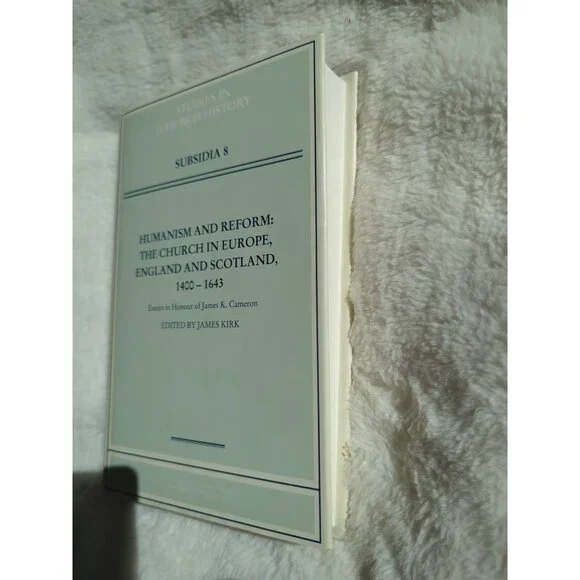 STUDIES IN
CHURCH HISTORY
SUBSIDIA 8
HUMANISM AND REFORM:
THE CHURCH IN EUROPE,
ENGLAND AND SCOTLAND,
1400 – 1643
Essays in Honour of James K. Cameron
EDITED BY JAMES KIRK